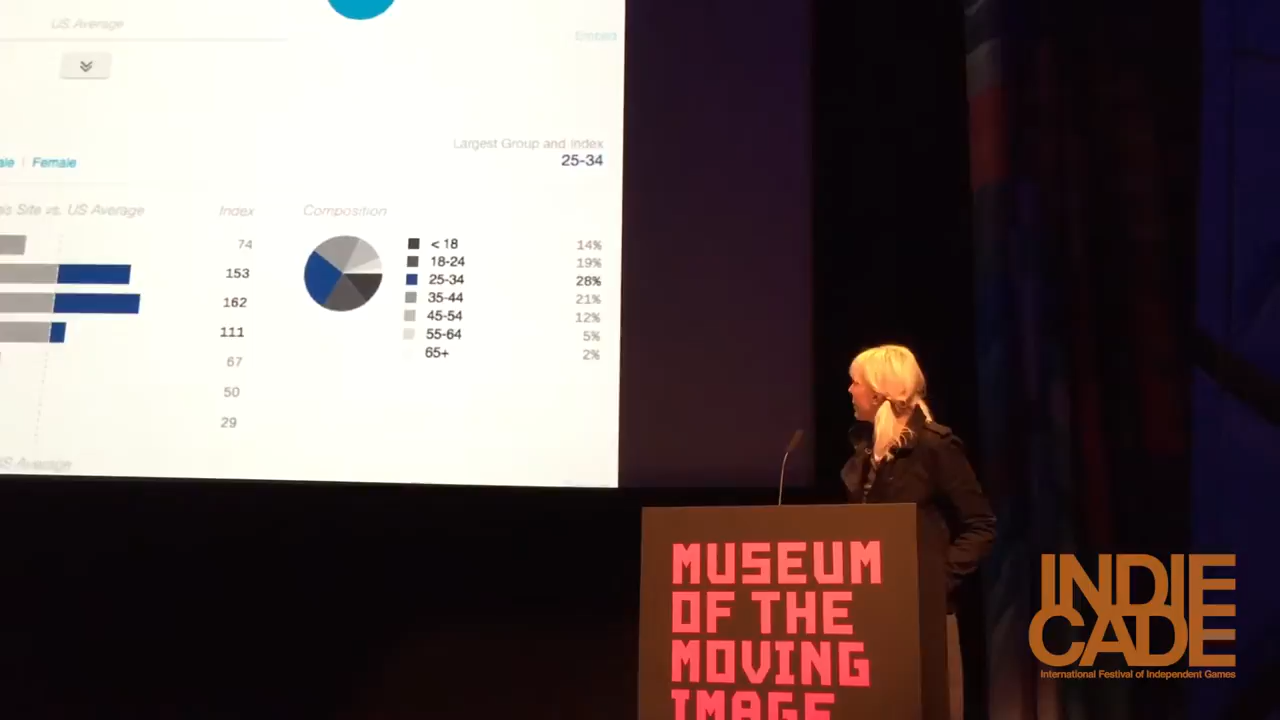 US Average
Largest Group and Index
25-34
Female
Site vs. US Average
Index
Composition
74
153
162
111
67
50
29
< 18 14%
18-24 19%
25-34 28%
35-44 21%
45-54 12%
55-64 5%
65+ 2%
Average
MUSEUM
OF THE
MOVING
IMAGE
INDIE
CADE
International Festival of Independent Games